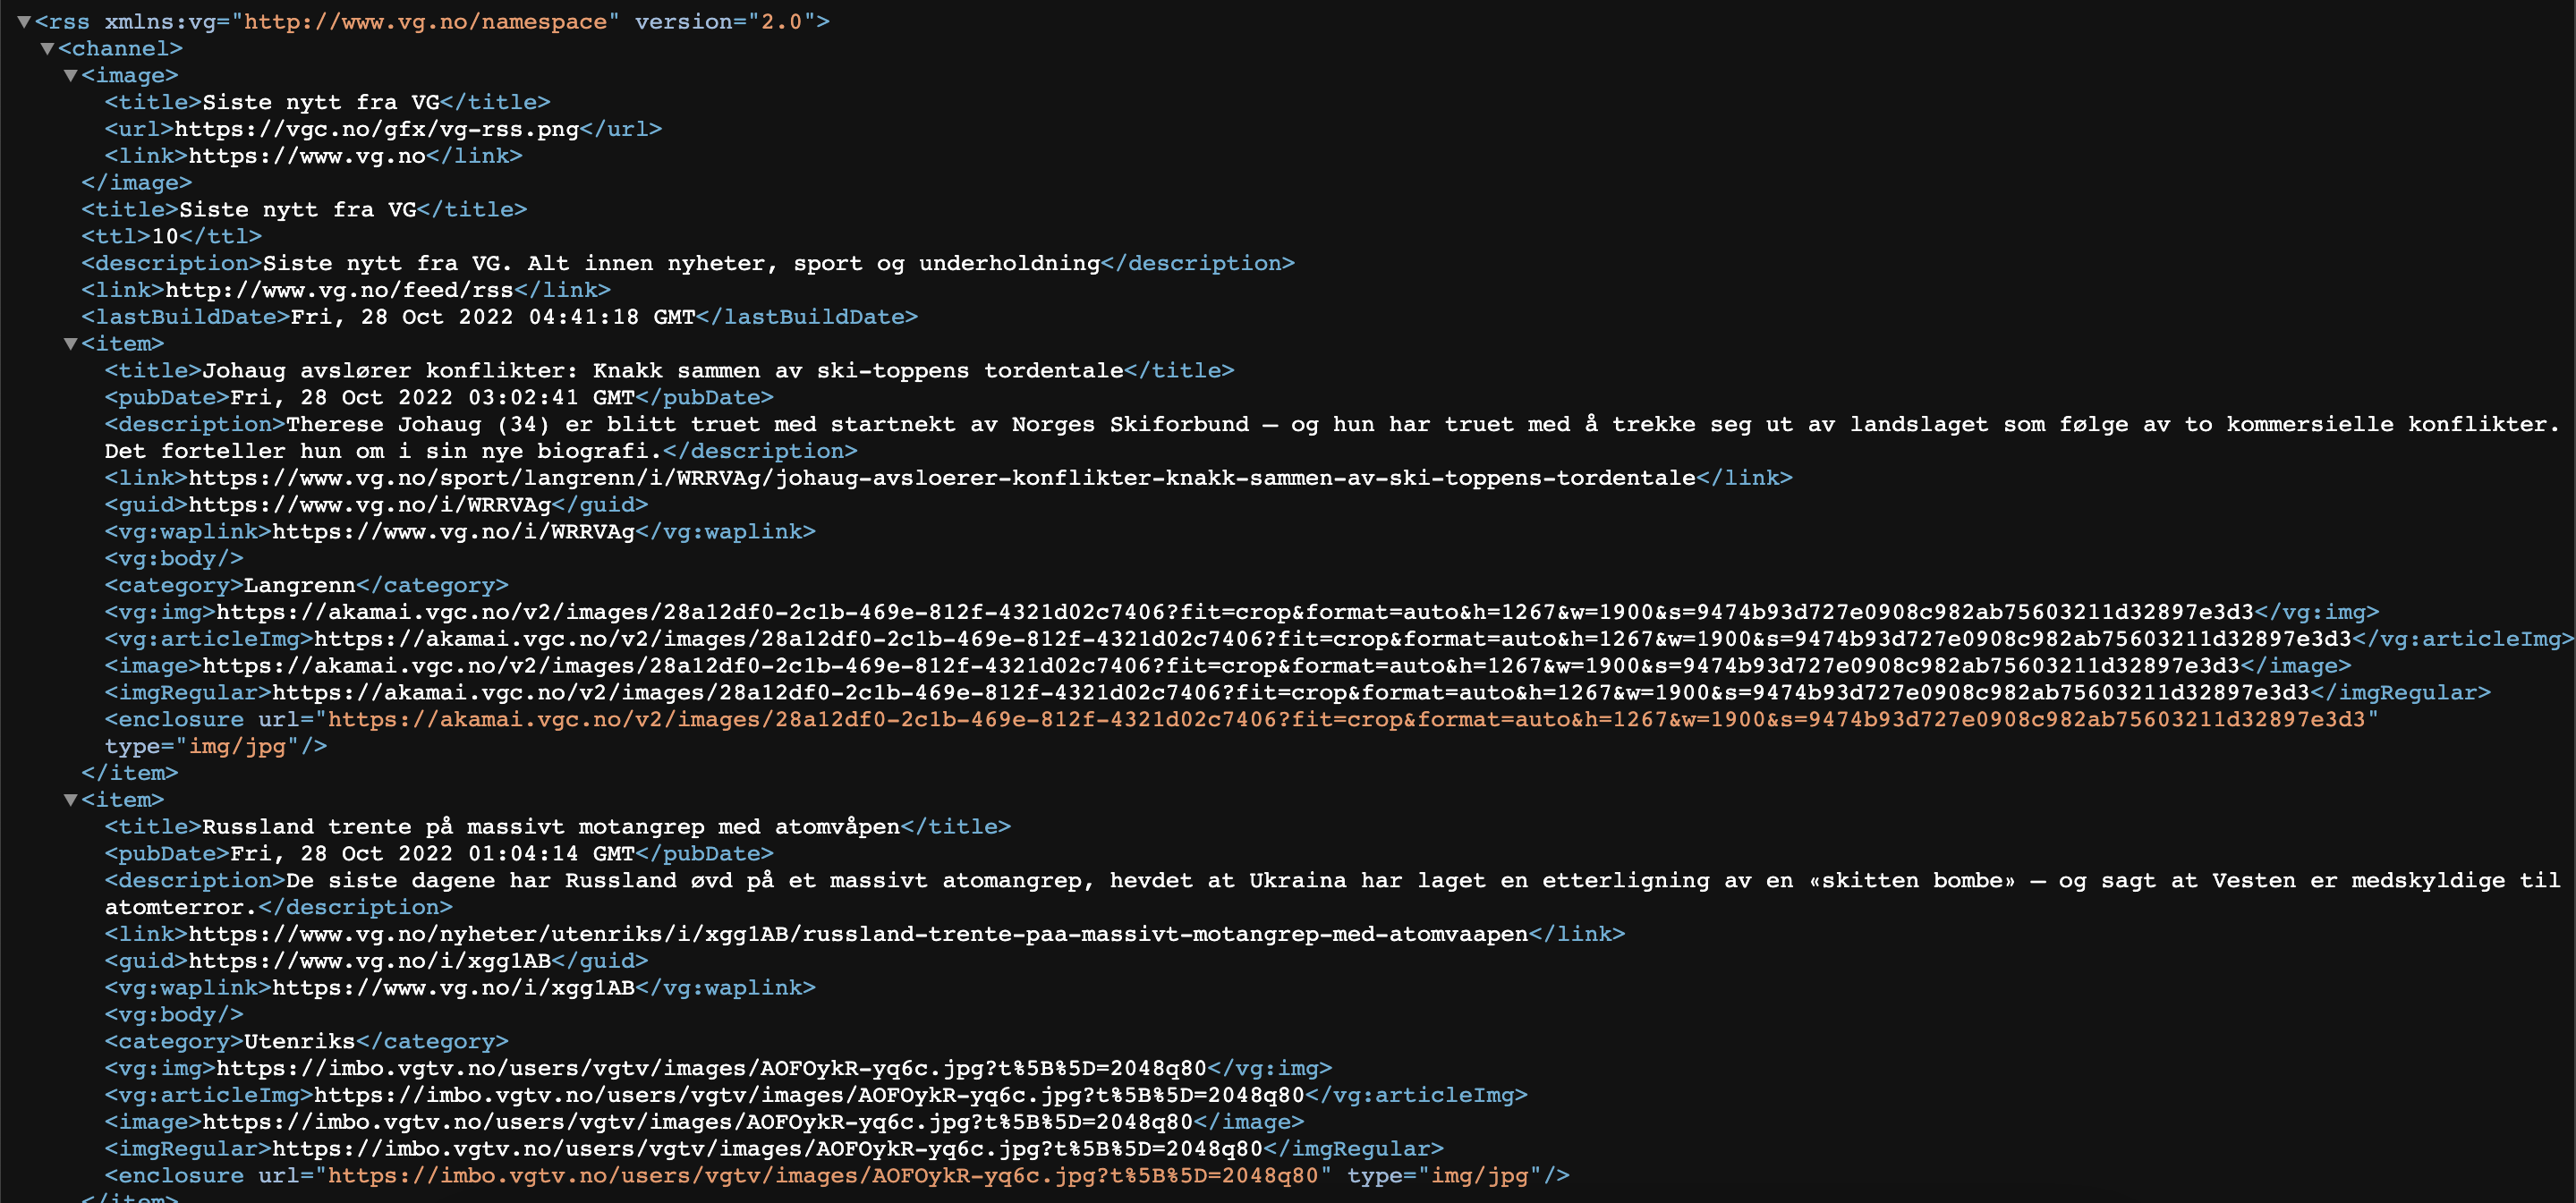 ▼<rss xmlns:vg="http://www.vg.no/namespace" version="2.0">
▼<channel>
▼<image>
<title>Siste nytt fra VG</title>
<url>https://vgc.no/gfx/vg-rss.png</url>
<link>https://www.vg.no</link>
</image>
<title>Siste nytt fra VG</title>
<ttl>10</ttl>
<description>Siste nytt fra VG. Alt innen nyheter, sport og underholdning</description>
<link>http://www.vg.no/feed/rss</link>
<lastBuildDate>Fri, 28 Oct 2022 04:41:18 GMT</lastBuildDate>
▼<item>
<title>Johaug avslører konflikter: Knakk sammen av ski-toppens tordentale</title>
<pubDate>Fri, 28 Oct 2022 03:02:41 GMT</pubDate>
<description>Therese Johaug (34) er blitt truet med startnekt av Norges Skiforbund – og hun har truet med å trekke seg ut av landslaget som følge av to kommersielle konflikter.
Det forteller hun om i sin nye biografi.</description>
<link>https://www.vg.no/sport/langrenn/i/WRRVAg/johaug-avsloerer-konflikter-knakk-sammen-av-ski-toppens-tordentale</link>
<guid>https://www.vg.no/i/WRRVAg</guid>
<vg:waplink>https://www.vg.no/i/WRRVAg</vg:waplink>
<vg:body/>
<category>Langrenn</category>
<vg:img>https://akamai.vgc.no/v2/images/28a12df0-2c1b-469e-812f-4321d02c7406?fit=crop&format=auto&h=1267&w=1900&s=9474b93d727e0908c982ab75603211d32897e3d3</vg:img>
<vg:articleImg>https://akamai.vgc.no/v2/images/28a12df0-2c1b-469e-812f-4321d02c7406?fit=crop&format=auto&h=1267&w=1900&s=9474b93d727e0908c982ab75603211d32897e3d3</vg:articleImg>
<image>https://akamai.vgc.no/v2/images/28a12df0-2c1b-469e-812f-4321d02c7406?fit=crop&format=auto&h=1267&w=1900&s=9474b93d727e0908c982ab75603211d32897e3d3</image>
<imgRegular>https://akamai.vgc.no/v2/images/28a12df0-2c1b-469e-812f-4321d02c7406?fit=crop&format=auto&h=1267&w=1900&s=9474b93d727e0908c982ab75603211d32897e3d3</imgRegular>
<enclosure url="https://akamai.vgc.no/v2/images/28a12df0-2c1b-469e-812f-4321d02c7406?fit=crop&format=auto&h=1267&w=1900&s=9474b93d727e0908c982ab75603211d32897e3d3"
type="img/jpg"/>
</item>
▼<item>
<title>Russland trente på massivt motangrep med atomvåpen</title>
<pubDate>Fri, 28 Oct 2022 01:04:14 GMT</pubDate>
<description>De siste dagene har Russland øvd på et massivt atomangrep, hevdet at Ukraina har laget en etterligning av en «skitten bombe» – og sagt at Vesten er medskyldige til
atomterror.</description>
<link>https://www.vg.no/nyheter/utenriks/i/xgg1AB/russland-trente-paa-massivt-motangrep-med-atomvaapen</link>
<guid>https://www.vg.no/i/xgg1AB</guid>
<vg:waplink>https://www.vg.no/i/xgg1AB</vg:waplink>
<vg:body/>
<category>Utenriks</category>
<vg:img>https://imbo.vgtv.no/users/vgtv/images/AOFOykR-yq6c.jpg?t%5B%5D=2048q80</vg:img>
<vg:articleImg>https://imbo.vgtv.no/users/vgtv/images/AOFOykR-yq6c.jpg?t%5B%5D=2048q80</vg:articleImg>
<image>https://imbo.vgtv.no/users/vgtv/images/AOFOykR-yq6c.jpg?t%5B%5D=2048q80</image>
<imgRegular>https://imbo.vgtv.no/users/vgtv/images/AOFOykR-yq6c.jpg?t%5B%5D=2048q80</imgRegular>
<enclosure url="https://imbo.vgtv.no/users/vgtv/images/AOFOykR-yq6c.jpg?t%5B%5D=2048q80" type="img/jpg"/>
</item>